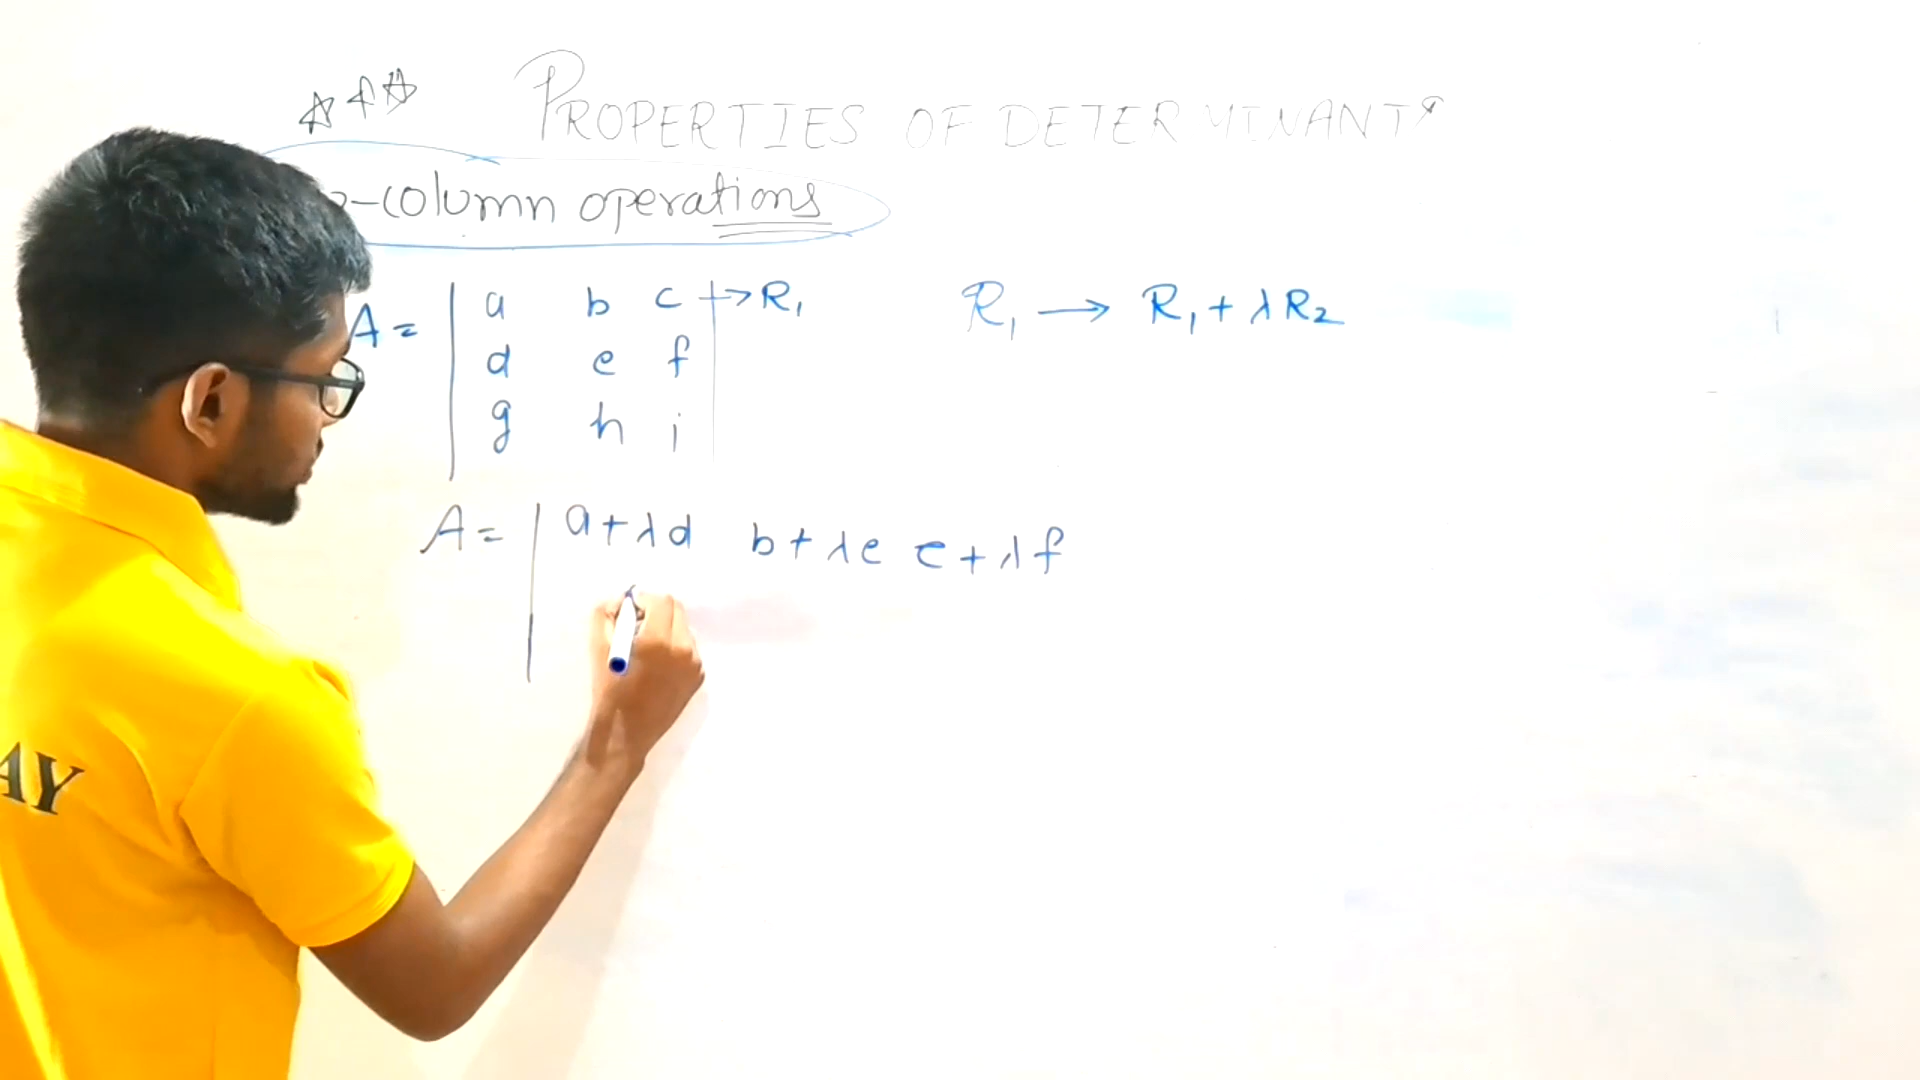 PROPERTIES OF DETERMINANTS
-column operations
A = | a b c | → R₁
R₁ → R₁ + λR₂
d e f
g h i
A = | a+λd b+λe c+λf
AY